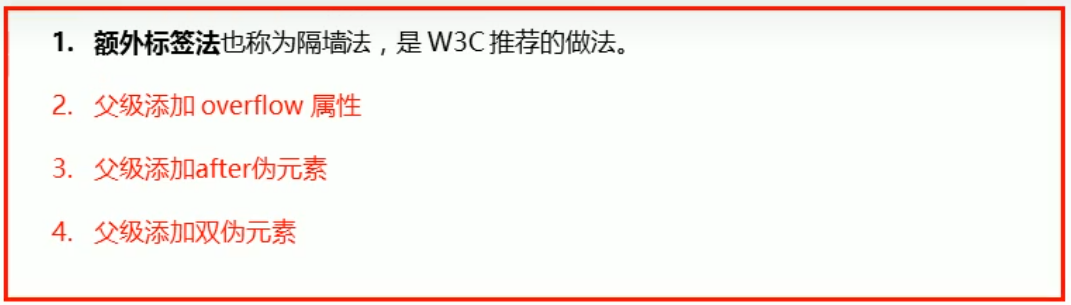 1. 额外标签法也称为隔墙法，是 W3C 推荐的做法。
2. 父级添加 overflow 属性
3. 父级添加after伪元素
4. 父级添加双伪元素